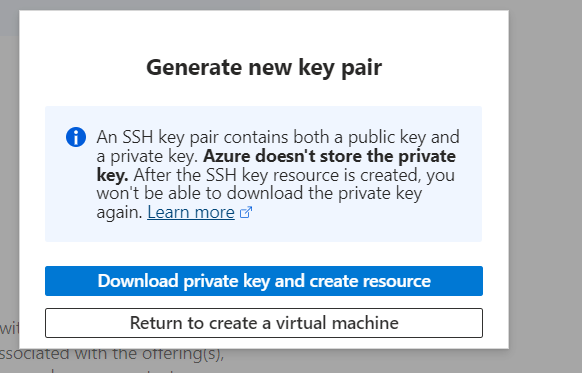 Generate new key pair
An SSH key pair contains both a public key and
a private key. Azure doesn't store the private
key. After the SSH key resource is created, you
won't be able to download the private key
again. Learn more
Download private key and create resource
Return to create a virtual machine
associated with the offering(s),